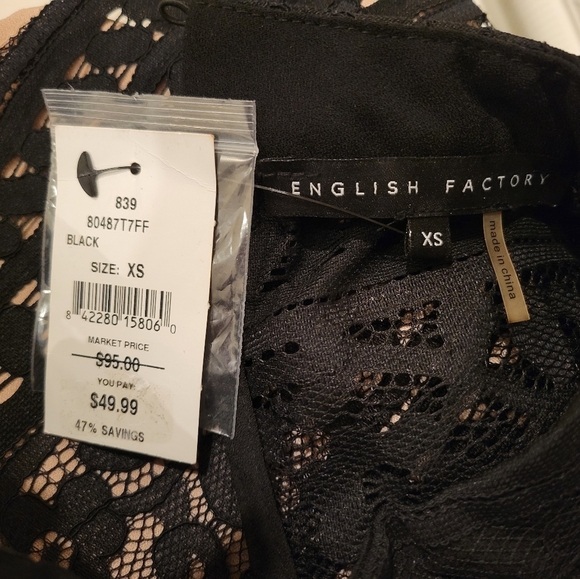 839
80487T7FF
BLACK
SIZE: XS
8 42280 15806 0
MARKET PRICE
$95.00
YOU PAY:
$49.99
47% SAVINGS
ENGLISH FACTORY
XS
made in china